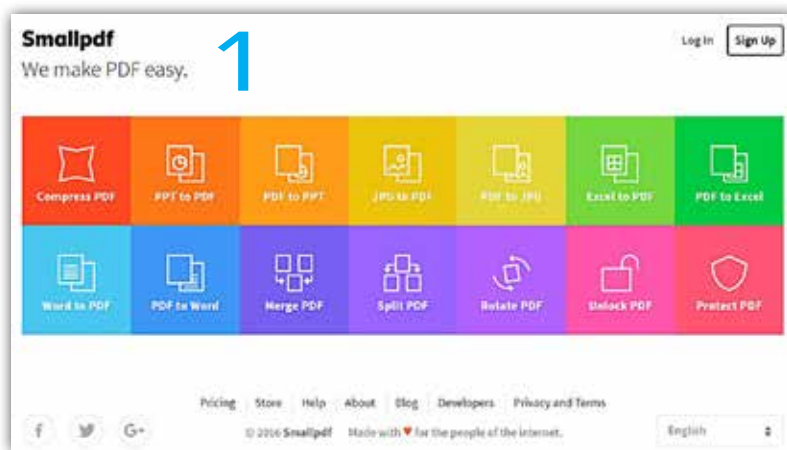 Smallpdf
1
Log In
Sign Up
We make PDF easy.
Compress PDF
PPT to PDF
PDF to PPT
JPG to PDF
PDF to JPG
Excel to PDF
PDF to Excel
Word to PDF
PDF to Word
Merge PDF
Split PDF
Rotate PDF
Unlock PDF
Protect PDF
Pricing Store Help About Blog Developers Privacy and Terms
f G+ © 2016 Smallpdf Made with ♥ for the people of the internet. English